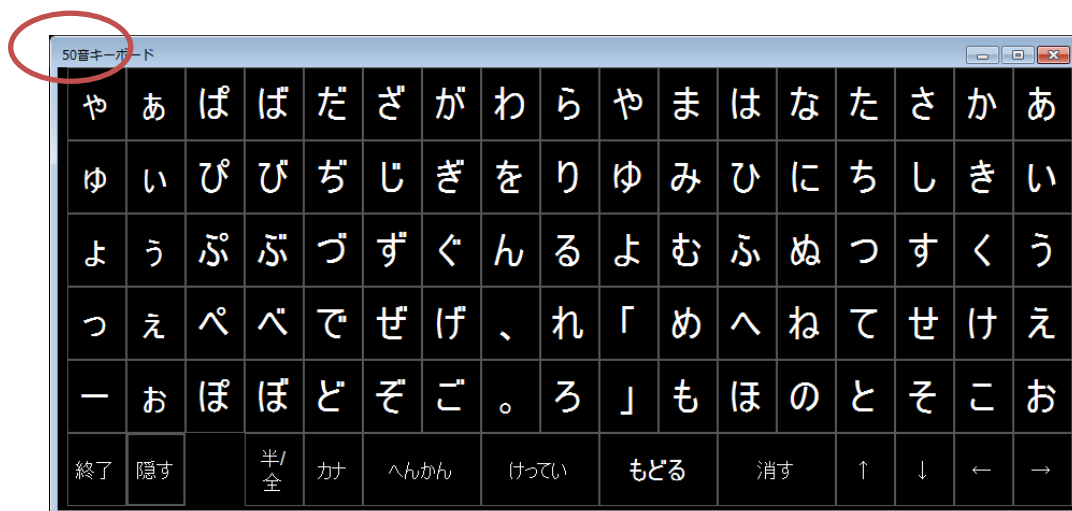 50音キーボード
ゃ ぁ ぱ ば だ ざ が わ ら や ま は な た さ か あ
ゅ ぃ ぴ び ぢ じ ぎ を り ゆ み ひ に ち し き い
ょ ぅ ぷ ぶ づ ず ぐ ん る よ む ふ ぬ つ す く う
っ ぇ ぺ べ で ぜ げ 、 れ 「 め へ ね て せ け え
ー ぉ ぽ ぼ ど ぞ ご 。 ろ 」 も ほ の と そ こ お
終了 隠す 半/全 カナ へんかん けってい もどる 消す ↑ ↓ ← →